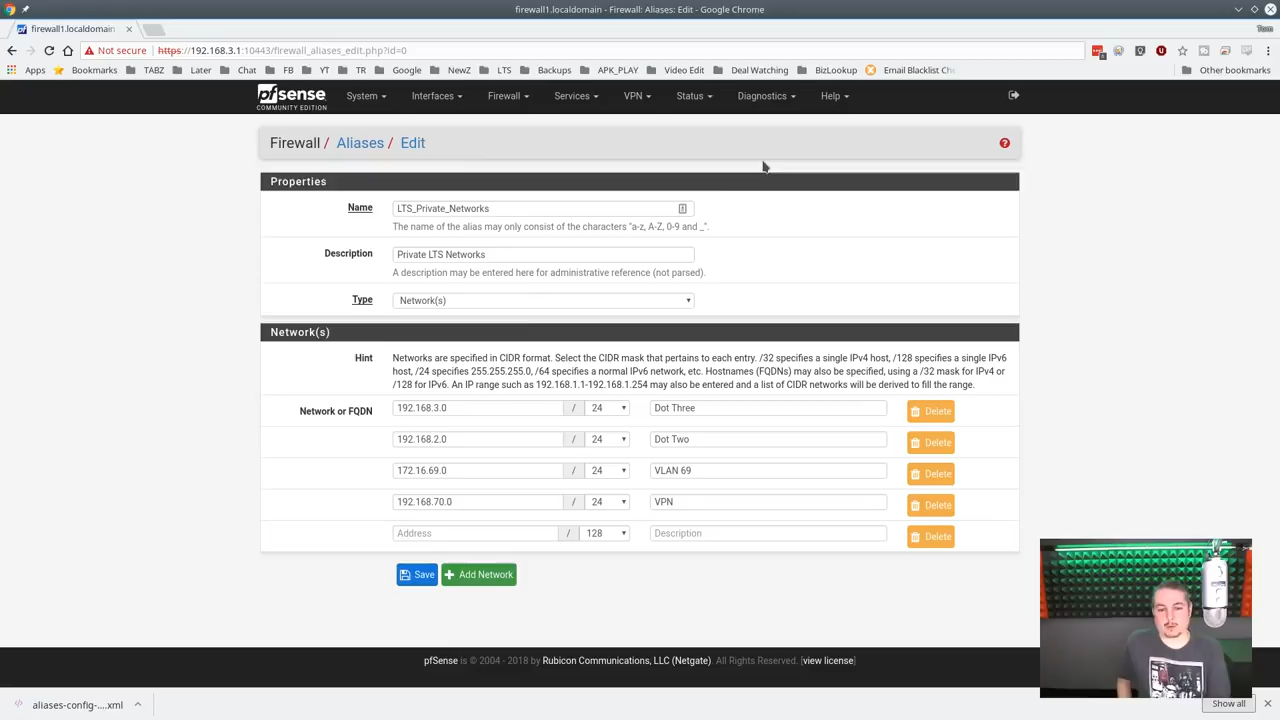 firewall1.localdomain - Firewall: Aliases: Edit - Google Chrome
firewall1.localdomain
Tom
Not secure https://192.168.3.1:10443/firewall_aliases_edit.php?id=0
Apps Bookmarks TABZ Later Chat FB YT TR Google NewZ LTS Backups APK_PLAY Video Edit Deal Watching BizLookup Email Blacklist Che Other bookmarks
pfsense
COMMUNITY EDITION
System Interfaces Firewall Services VPN Status Diagnostics Help
Firewall / Aliases / Edit
Properties
Name LTS_Private_Networks
The name of the alias may only consist of the characters "a-z, A-Z, 0-9 and _".
Description Private LTS Networks
A description may be entered here for administrative reference (not parsed).
Type Network(s)
Network(s)
Hint Networks are specified in CIDR format. Select the CIDR mask that pertains to each entry. /32 specifies a single IPv4 host, /128 specifies a single IPv6
host, /24 specifies 255.255.255.0, /64 specifies a normal IPv6 network, etc. Hostnames (FQDNs) may also be specified, using a /32 mask for IPv4 or
/128 for IPv6. An IP range such as 192.168.1.1-192.168.1.254 may also be entered and a list of CIDR networks will be derived to fill the range.
Network or FQDN 192.168.3.0 / 24 Dot Three Delete
192.168.2.0 / 24 Dot Two Delete
172.16.69.0 / 24 VLAN 69 Delete
192.168.70.0 / 24 VPN Delete
Address / 128 Description Delete
Save Add Network
pfSense is © 2004 - 2018 by Rubicon Communications, LLC (Netgate). All Rights Reserved. [view license]
aliases-config-....xml Show all